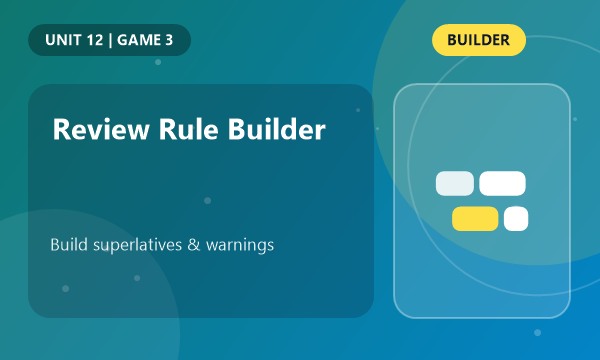 UNIT 12 | GAME 3
BUILDER
Review Rule Builder
Build superlatives & warnings